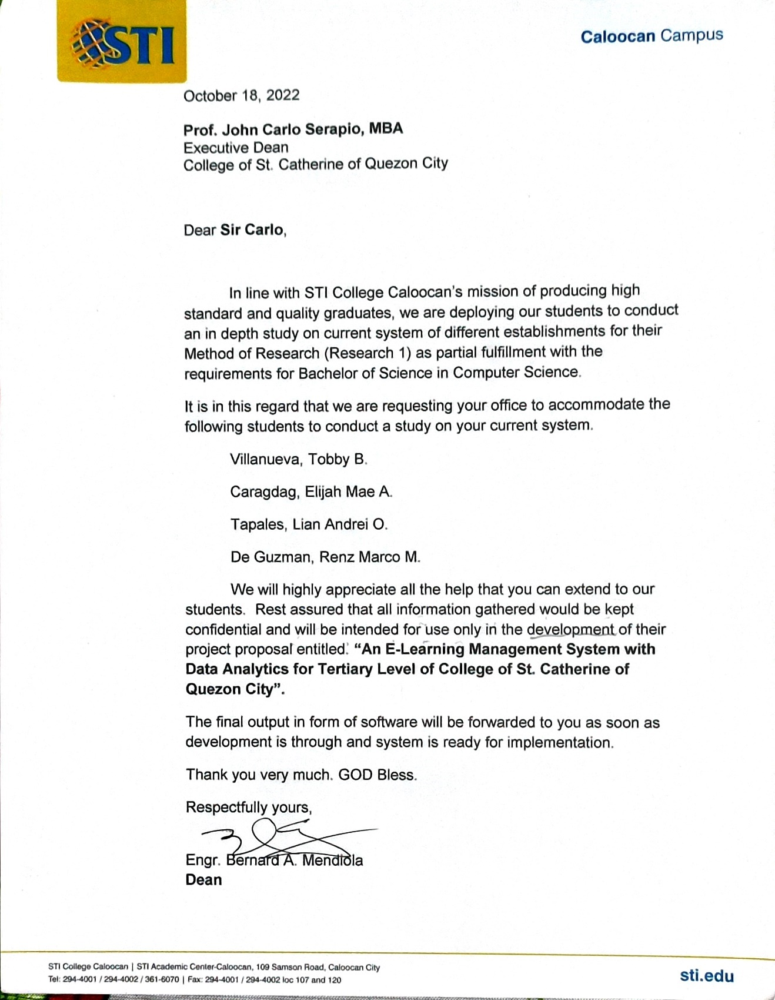 STI
Caloocan Campus
October 18, 2022
Prof. John Carlo Serapio, MBA
Executive Dean
College of St. Catherine of Quezon City
Dear Sir Carlo,
In line with STI College Caloocan's mission of producing high
standard and quality graduates, we are deploying our students to conduct
an in depth study on current system of different establishments for their
Method of Research (Research 1) as partial fulfillment with the
requirements for Bachelor of Science in Computer Science.
It is in this regard that we are requesting your office to accommodate the
following students to conduct a study on your current system.
Villanueva, Tobby B.
Caragdag, Elijah Mae A.
Tapales, Lian Andrei O.
De Guzman, Renz Marco M.
We will highly appreciate all the help that you can extend to our
students. Rest assured that all information gathered would be kept
confidential and will be intended for use only in the development of their
project proposal entitled: “An E-Learning Management System with
Data Analytics for Tertiary Level of College of St. Catherine of
Quezon City”.
The final output in form of software will be forwarded to you as soon as
development is through and system is ready for implementation.
Thank you very much. GOD Bless.
Respectfully yours,
Engr. Bernard A. Mendiola
Dean
STI College Caloocan | STI Academic Center-Caloocan, 109 Samson Road, Caloocan City
Tel: 294-4001 / 294-4002 / 361-6070 | Fax: 294-4001 / 294-4002 loc 107 and 120
sti.edu